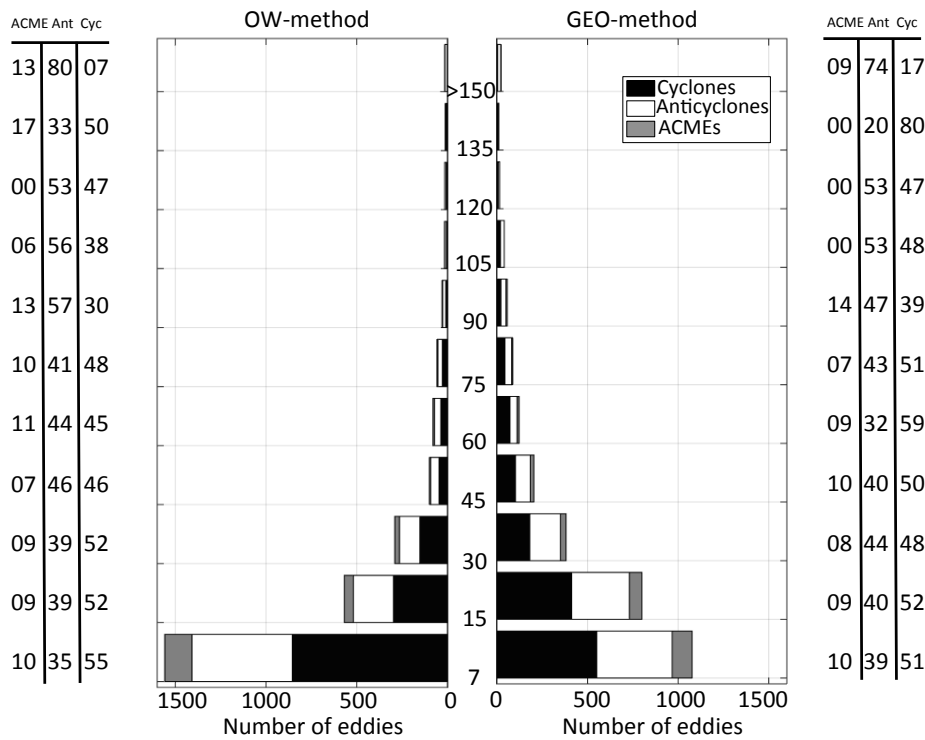 OW-method GEO-method
ACME Ant Cyc ACME Ant Cyc
13 80 07 09 74 17
>150
Cyclones
Anticyclones
ACMEs
17 33 50 00 20 80
135
00 53 47 00 53 47
120
06 56 38 00 53 48
105
13 57 30 14 47 39
90
10 41 48 07 43 51
75
11 44 45 09 32 59
60
07 46 46 10 40 50
45
09 39 52 08 44 48
30
09 39 52 09 40 52
15
10 35 55 10 39 51
7
1500 1000 500 0 0 500 1000 1500
Number of eddies Number of eddies